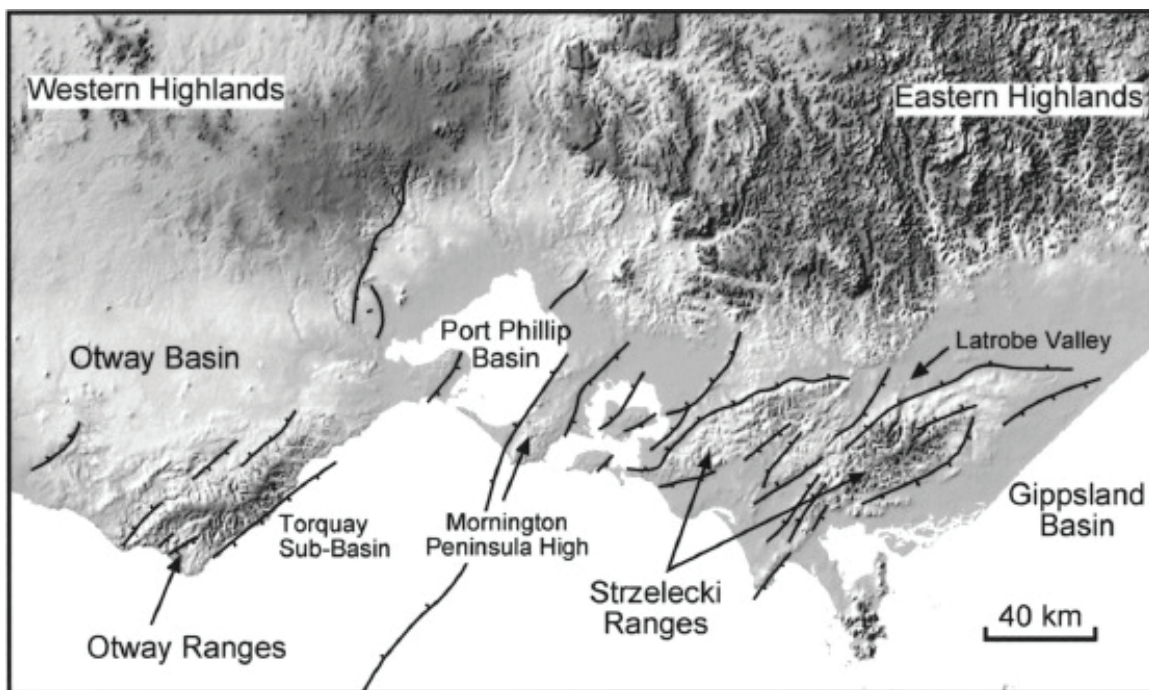 Western Highlands
Eastern Highlands
Otway Basin
Port Phillip
Basin
Latrobe Valley
Torquay
Sub-Basin
Mornington
Peninsula High
Gippsland
Basin
Strzelecki
Ranges
Otway Ranges
40 km